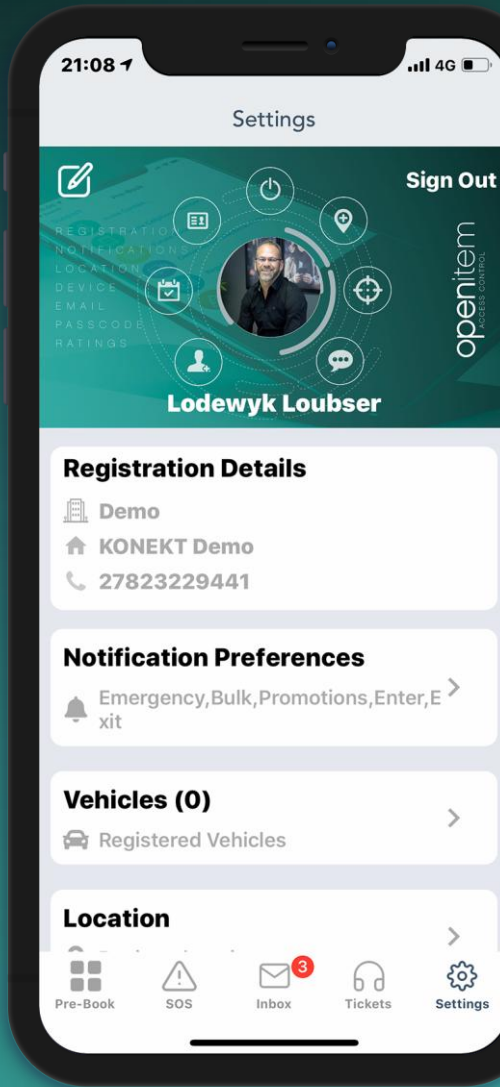 21:08
4G
Settings
Sign Out
REGISTRATION
NOTIFICATIONS
LOCATION
DEVICE
EMAIL
PASSCODE
RATINGS
openitem
ACCESS CONTROL
Lodewyk Loubser
Registration Details
Demo
KONEKT Demo
27823229441
Notification Preferences
Emergency,Bulk,Promotions,Enter,E
xit
Vehicles (0)
Registered Vehicles
Location
3
Pre-Book
SOS
Inbox
Tickets
Settings